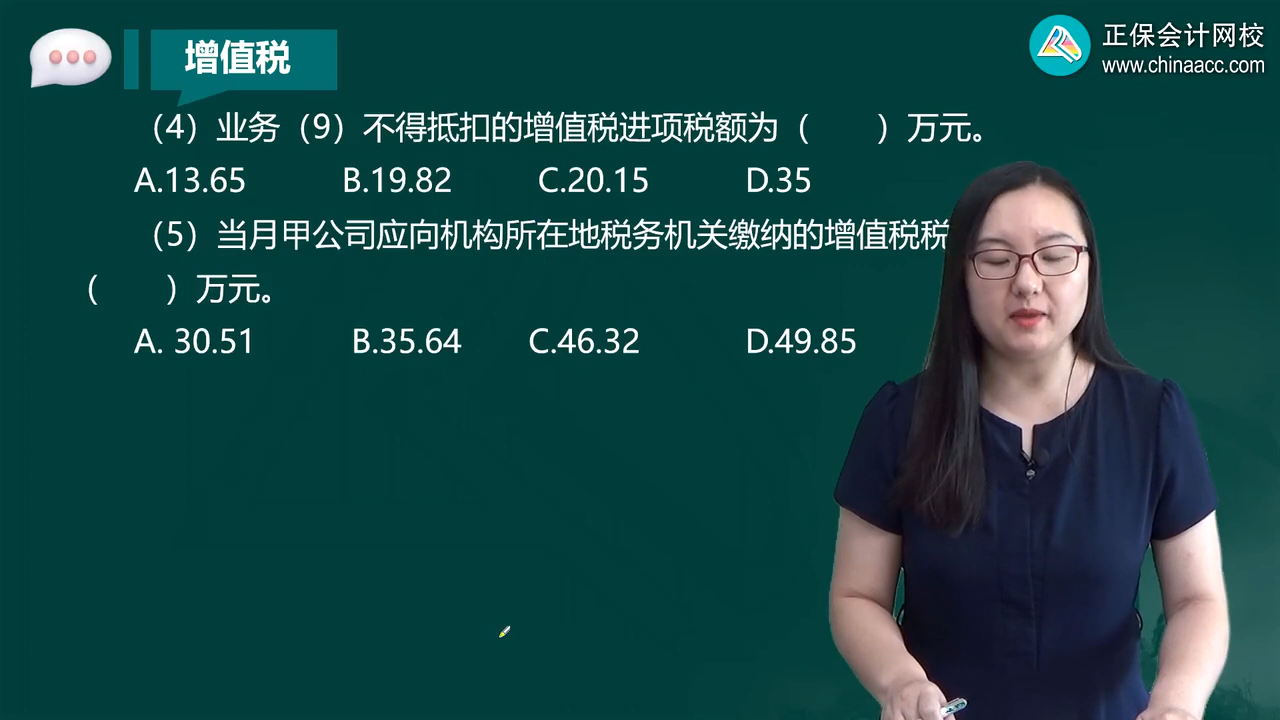 增值税
正保会计网校
www.chinaacc.com
（4）业务（9）不得抵扣的增值税进项税额为（　　）万元。
A.13.65 B.19.82 C.20.15 D.35
（5）当月甲公司应向机构所在地税务机关缴纳的增值税税
（　　）万元。
A. 30.51 B.35.64 C.46.32 D.49.85